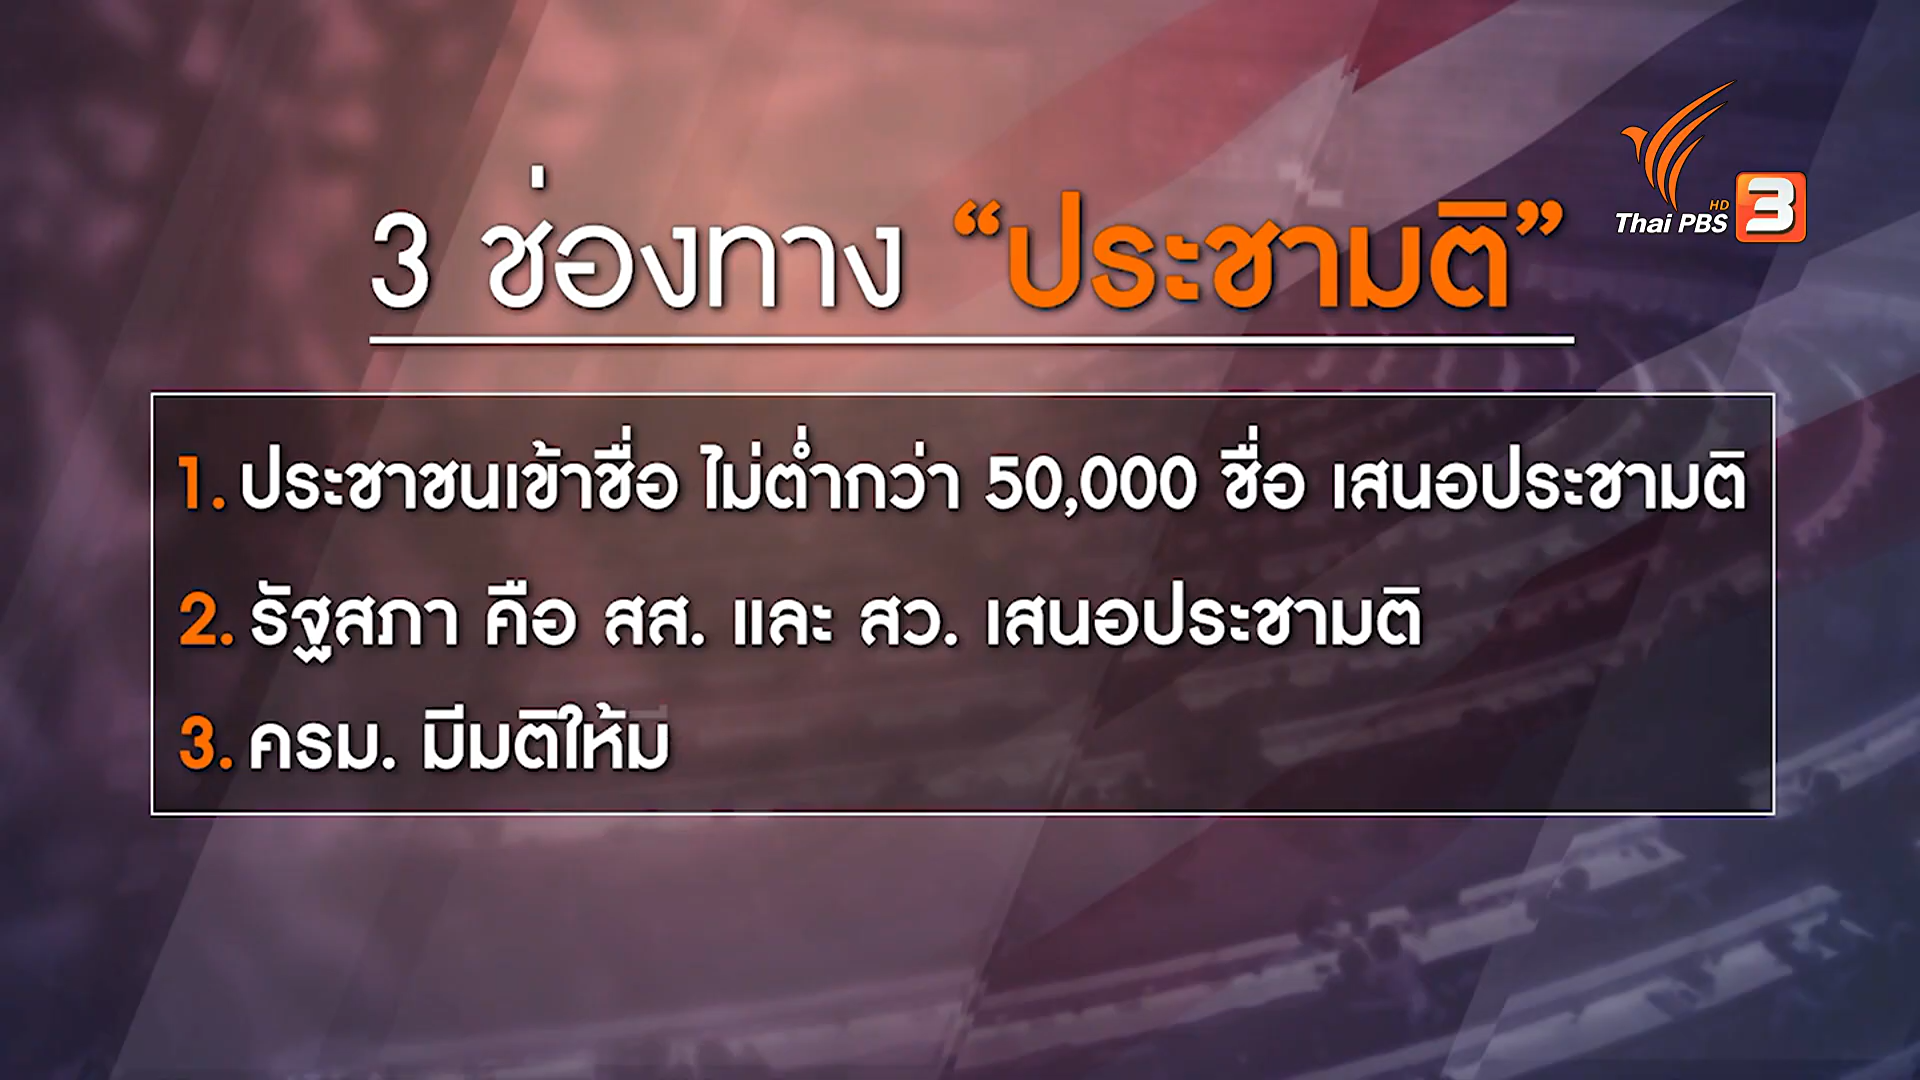 HD
Thai PBS 3
3 ช่องทาง “ประชามติ”
1. ประชาชนเข้าชื่อ ไม่ต่ำกว่า 50,000 ชื่อ เสนอประชามติ
2. รัฐสภา คือ สส. และ สว. เสนอประชามติ
3. ครม. มีมติให้มี